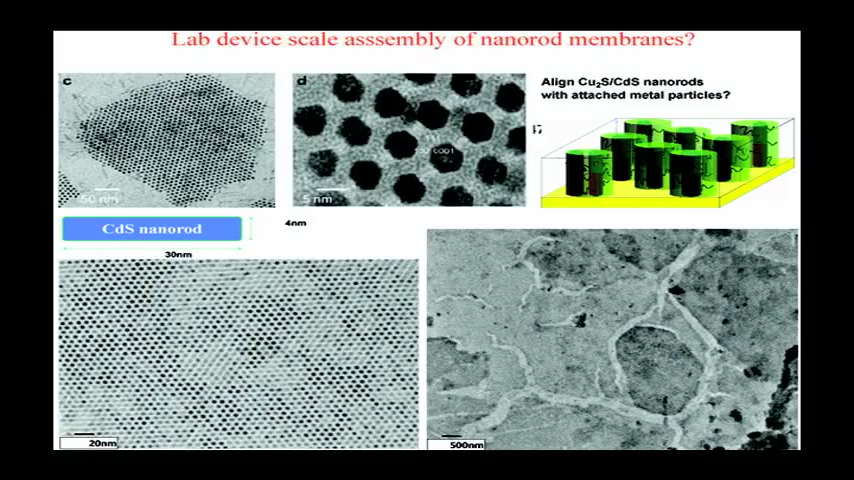 Lab device scale asssembly of nanorod membranes?
c
d
Align Cu₂S/CdS nanorods
with attached metal particles?
50 nm
5 nm
CdS nanorod
4nm
30nm
20nm
500nm